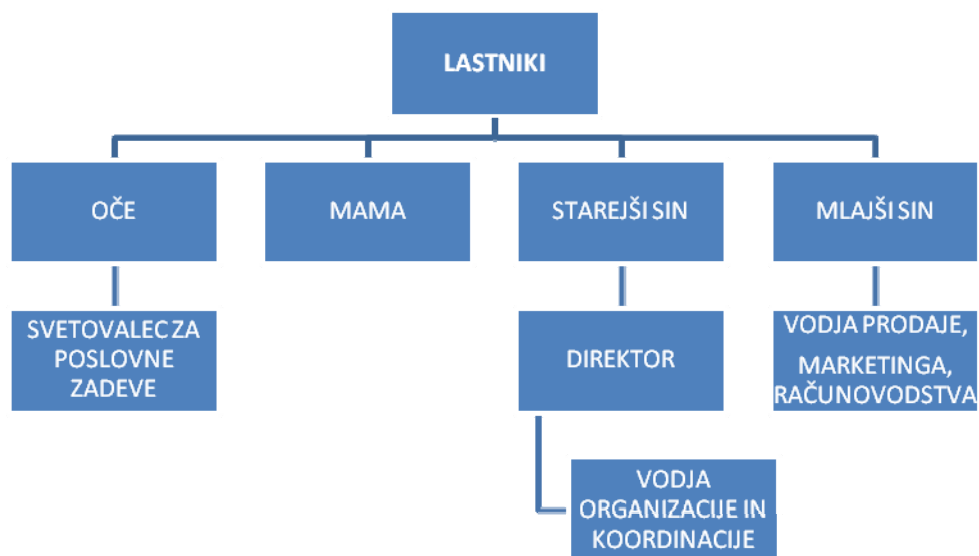 LASTNIKI
OČE
MAMA
STAREJŠI SIN
MLAJŠI SIN
SVETOVALEC ZA
POSLOVNE
ZADEVE
DIREKTOR
VODJA PRODAJE,
MARKETINGA,
RAČUNOVODSTVA
VODJA
ORGANIZACIJE IN
KOORDINACIJE